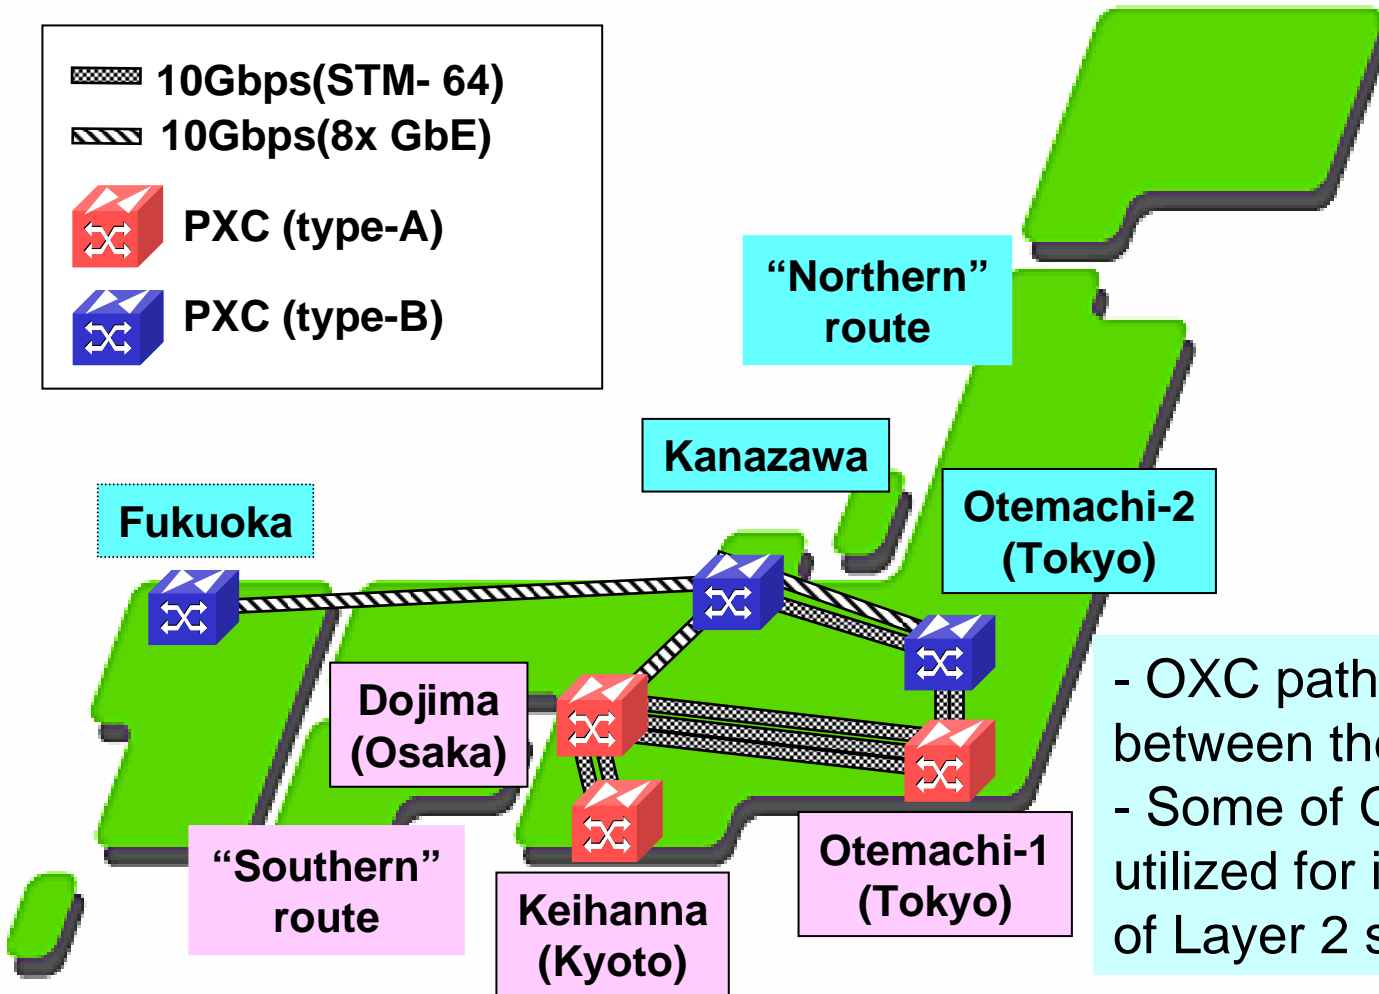 10Gbps(STM- 64)
10Gbps(8x GbE)
PXC (type-A)
PXC (type-B)
“Northern”
route
Kanazawa
Fukuoka
Otemachi-2
(Tokyo)
Dojima
(Osaka)
“Southern”
route
Keihanna
(Kyoto)
Otemachi-1
(Tokyo)
- OXC path
between the
- Some of
utilized for
of Layer 2